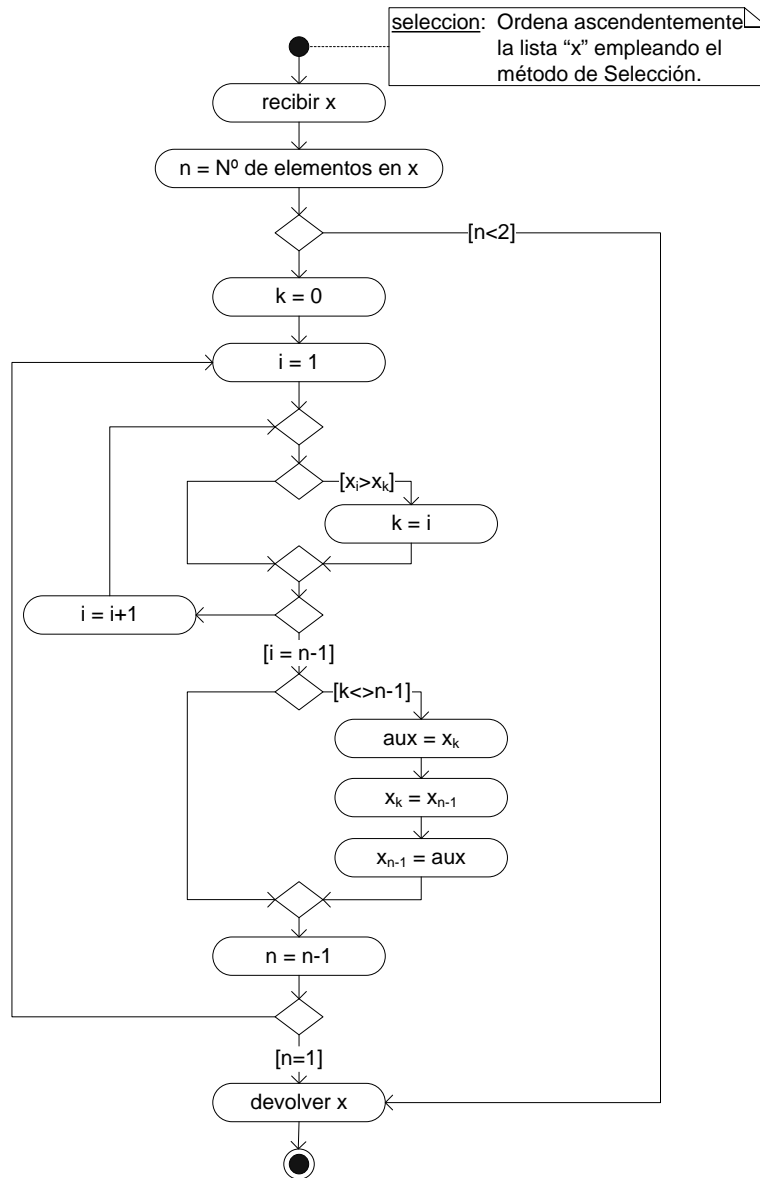 seleccion: Ordena ascendentemente
la lista “x” empleando el
método de Selección.
recibir x
n = Nº de elementos en x
[n<2]
k = 0
i = 1
[xi>xk]
k = i
i = i+1
[i = n-1]
[k<>n-1]
aux = xk
xk = xn-1
xn-1 = aux
n = n-1
[n=1]
devolver x